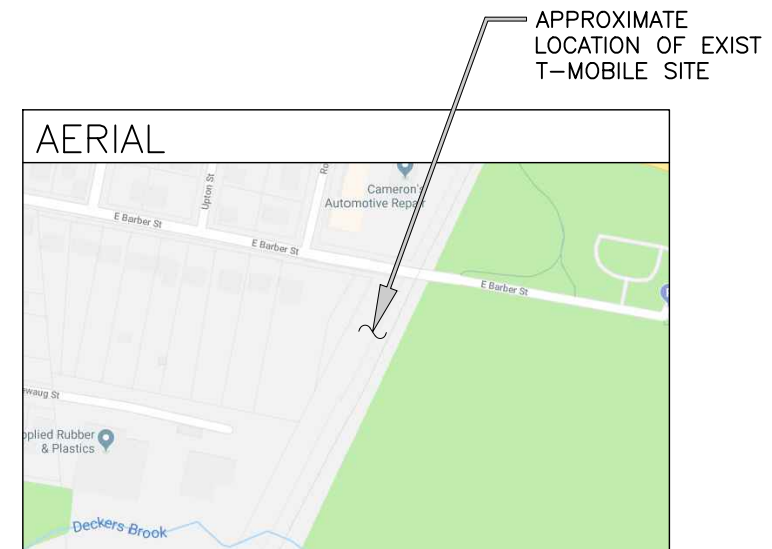 APPROXIMATE
LOCATION OF EXIST
T-MOBILE SITE
AERIAL
Upton St
Ro
Cameron's
Automotive Repair
E Barber St
E Barber St
E Barber St
waug St
plied Rubber
& Plastics
Deckers Brook